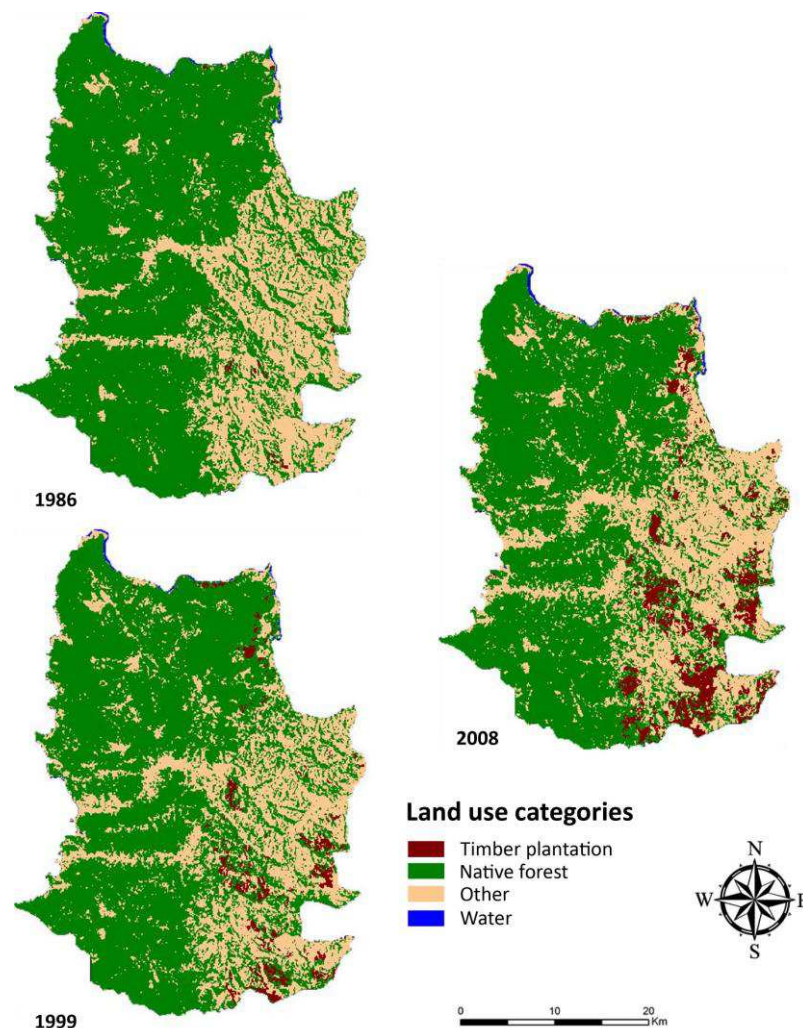 1986
2008
1999
Land use categories
Timber plantation
Native forest
Other
Water
N
W E
S
0 10 20
Km